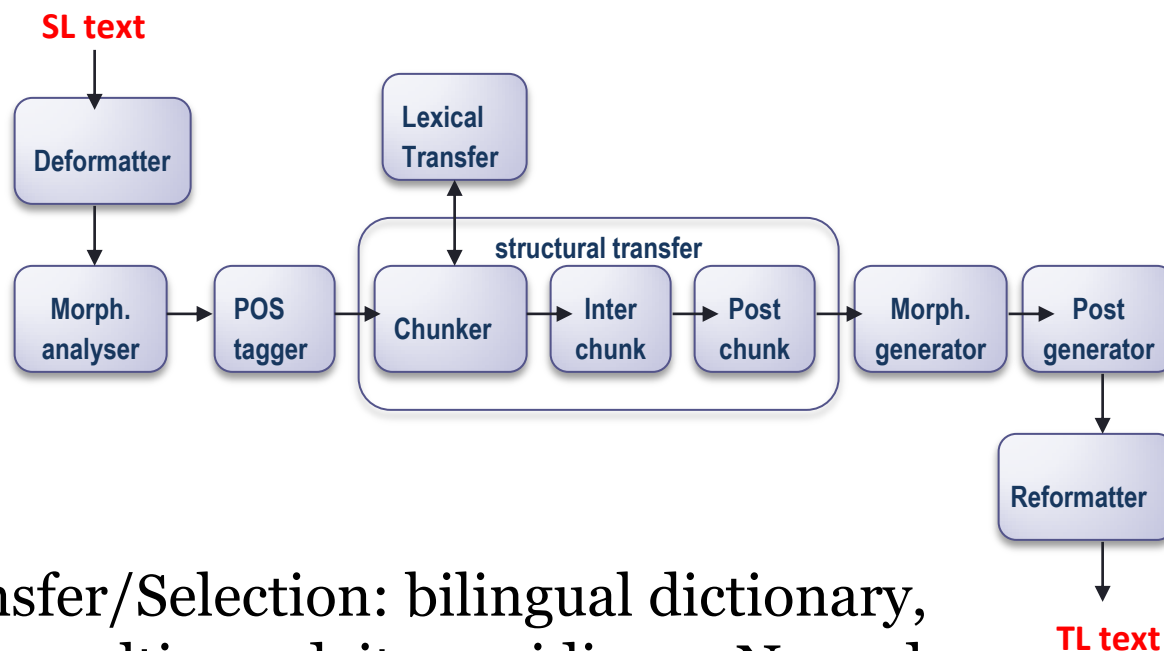 SL text
Deformatter
Lexical
Transfer
structural transfer
Morph.
analyser
POS
tagger
Chunker
Inter
chunk
Post
chunk
Morph.
generator
Post
generator
Reformatter
nsfer/Selection: bilingual dictionary,
TL text